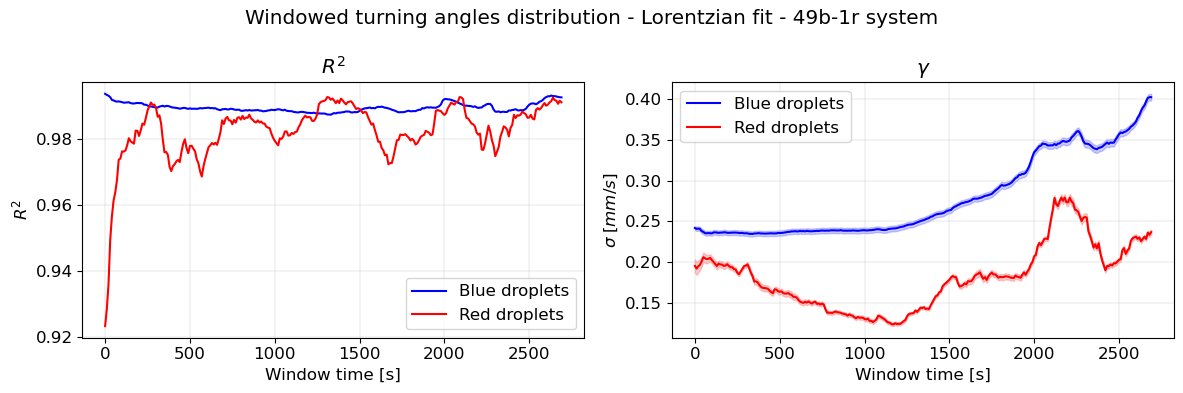 Windowed turning angles distribution - Lorentzian fit - 49b-1r system
R²
0.98
0.96
0.94
0.92
R²
0
500
1000
1500
2000
2500
Window time [s]
Blue droplets
Red droplets
γ
0.40
0.35
0.30
0.25
0.20
0.15
σ [mm/s]
0
500
1000
1500
2000
2500
Window time [s]
Blue droplets
Red droplets